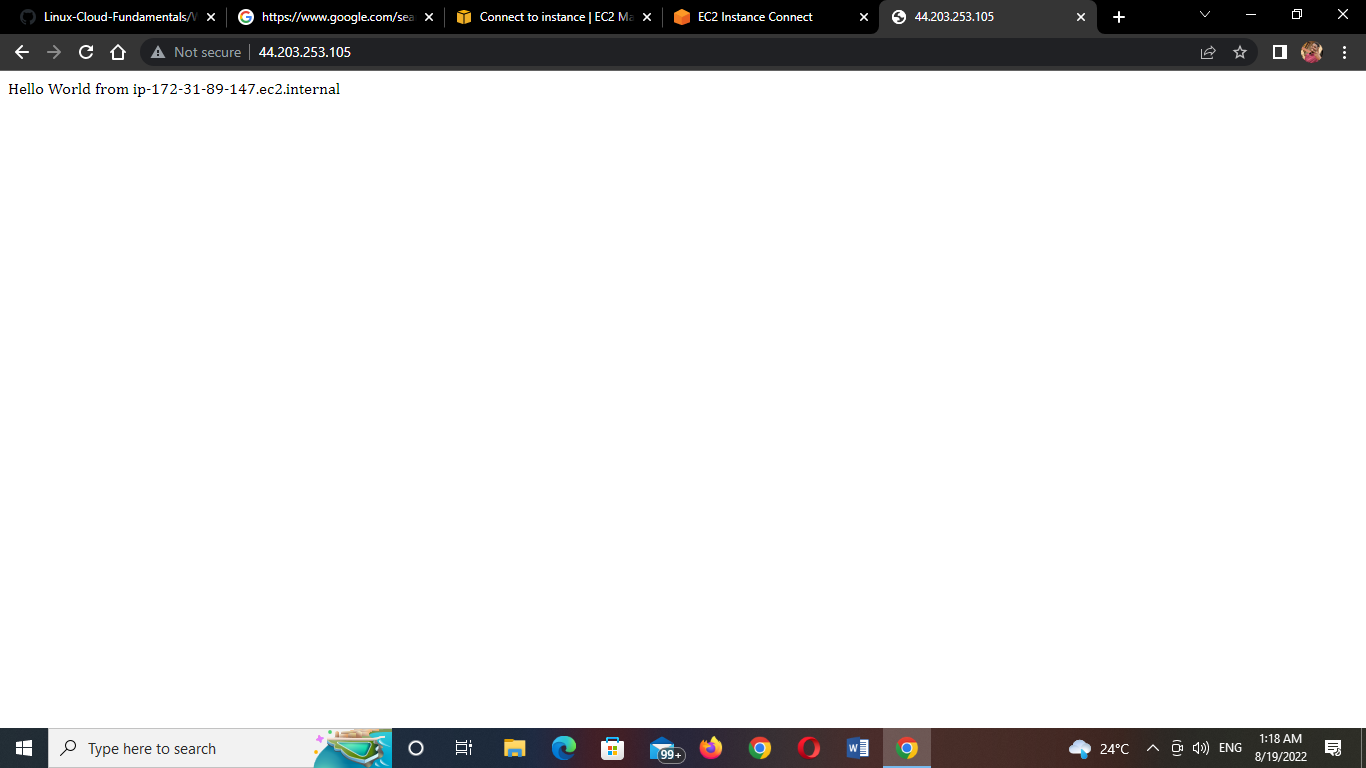 Linux-Cloud-Fundamentals/
https://www.google.com/sea
Connect to instance | EC2 Ma
EC2 Instance Connect
44.203.253.105
Not secure
44.203.253.105
Hello World from ip-172-31-89-147.ec2.internal
Type here to search
99+
24°C
ENG
1:18 AM
8/19/2022